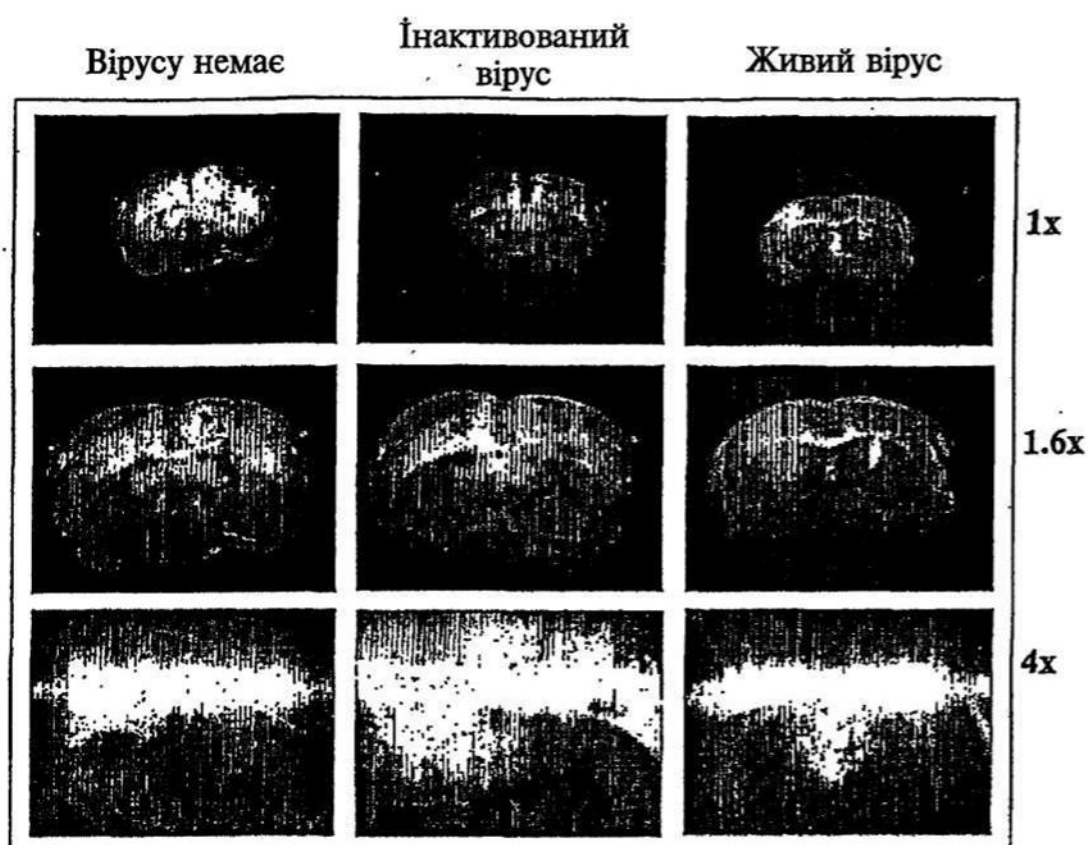 Вірусу немає
Інактивований
вірус
Живий вірус
1x
1.6x
4x